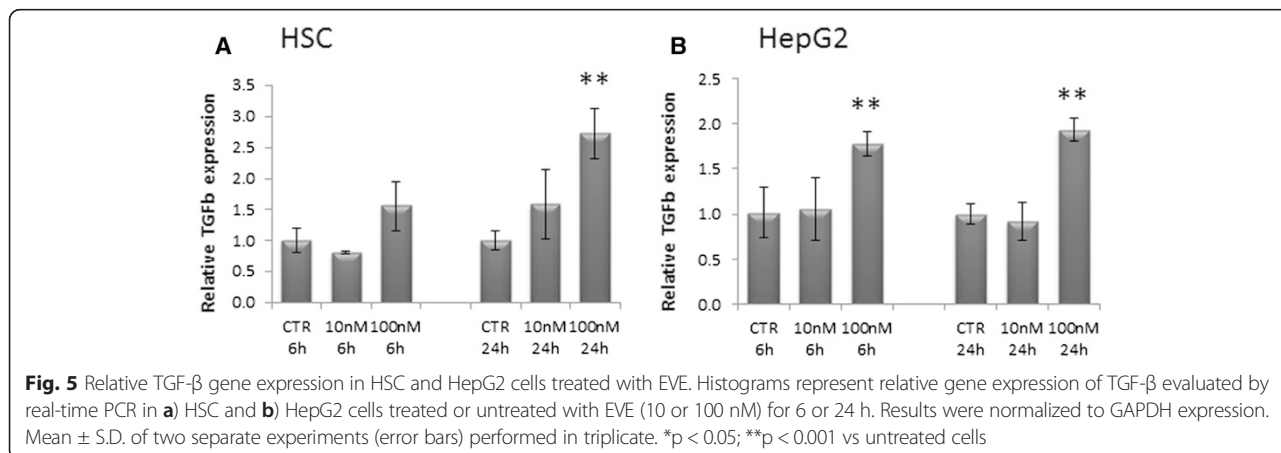 A HSC
Relative TGFb expression
3.5
3.0
2.5
2.0
1.5
1.0
0.5
0.0
**
CTR 10nM 100nM CTR 10nM 100nM
6h 6h 6h 24h 24h 24h
B HepG2
Relative TGFb expression
2.5
2.0
1.5
1.0
0.5
0.0
** **
CTR 10nM 100nM CTR 10nM 100nM
6h 6h 6h 24h 24h 24h
Fig. 5 Relative TGF-β gene expression in HSC and HepG2 cells treated with EVE. Histograms represent relative gene expression of TGF-β evaluated by
real-time PCR in a) HSC and b) HepG2 cells treated or untreated with EVE (10 or 100 nM) for 6 or 24 h. Results were normalized to GAPDH expression.
Mean ± S.D. of two separate experiments (error bars) performed in triplicate. *p < 0.05; **p < 0.001 vs untreated cells